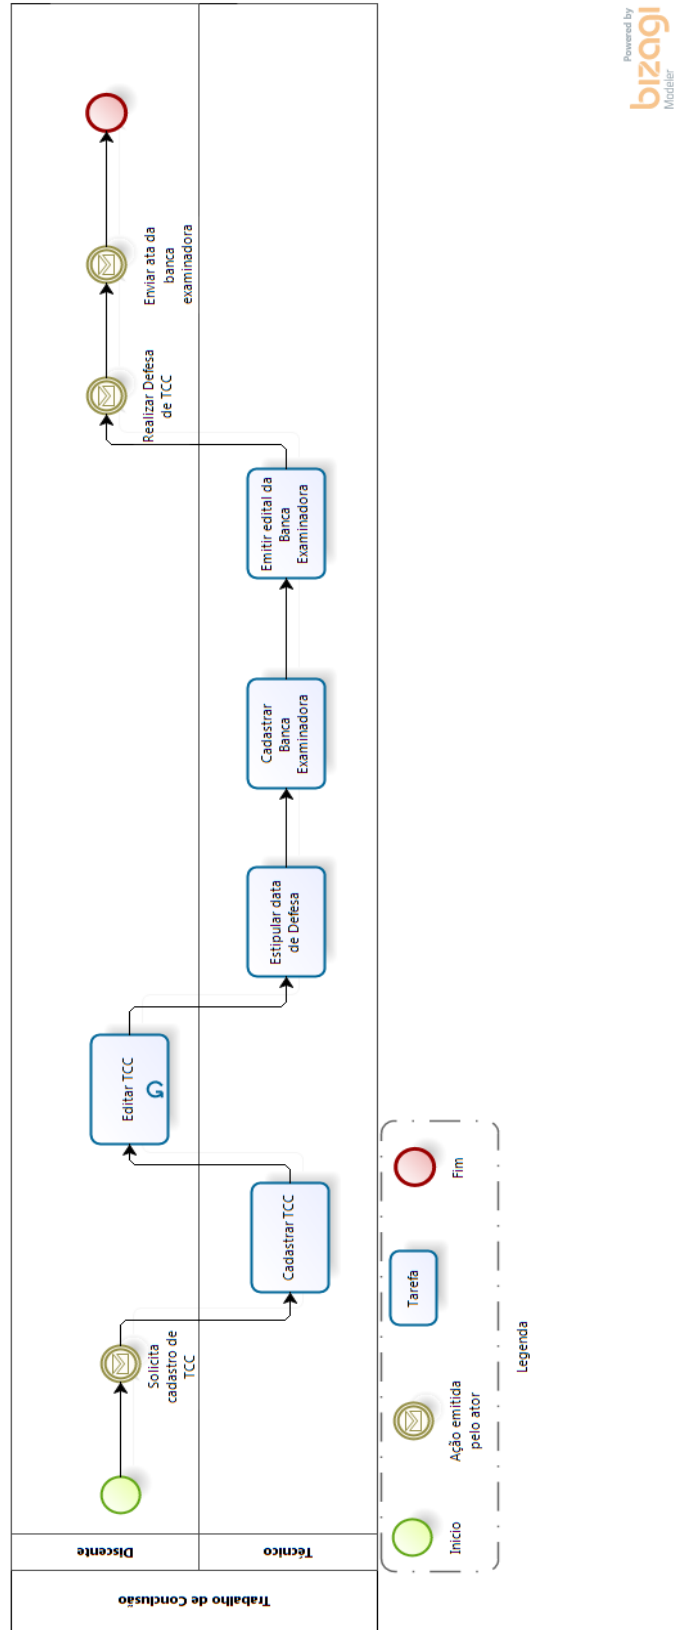 Trabalho de Conclusão
Discente
Técnico
Solicita
cadastro de
TCC
Cadastrar TCC
Editar TCC
Estipular data
de Defesa
Cadastrar
Banca
Examinadora
Emitir edital da
Banca
Examinadora
Realizar Defesa
de TCC
Enviar ata da
banca
examinadora
Inicio
Ação emitida
pelo ator
Tarefa
Fim
Legenda
Powered by
bizagi
Modeler